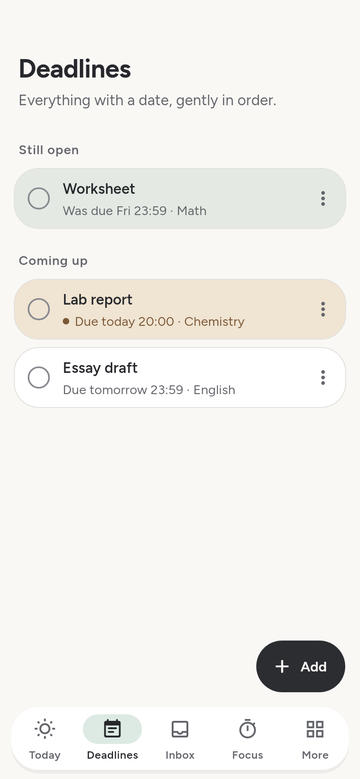 Deadlines
Everything with a date, gently in order.
Still open
Worksheet
Was due Fri 23:59 · Math
Coming up
Lab report
Due today 20:00 · Chemistry
Essay draft
Due tomorrow 23:59 · English
Add
Today
Deadlines
Inbox
Focus
More